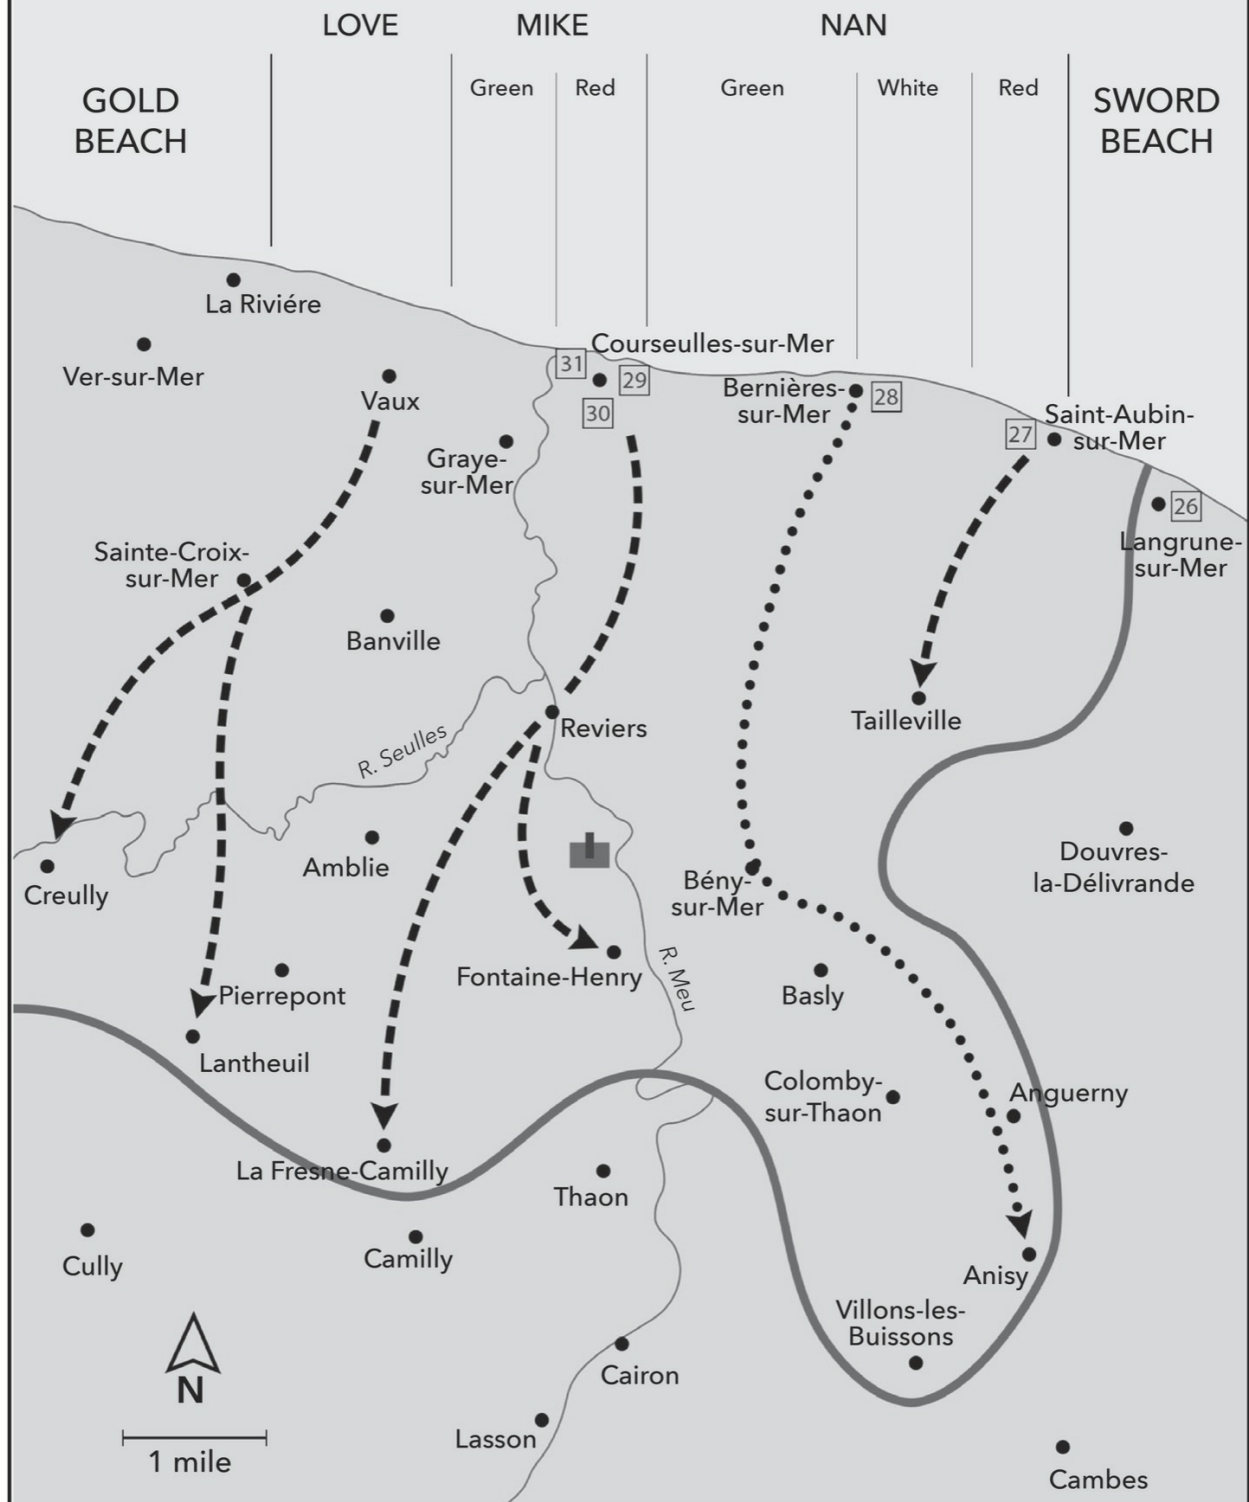 LOVE
MIKE
NAN
Green
Red
Green
White
Red
GOLD
BEACH
SWORD
BEACH
La Riviére
Ver-sur-Mer
Vaux
Courseulles-sur-Mer
31
29
30
Bernières-
sur-Mer
28
Saint-Aubin-
sur-Mer
27
Graye-
sur-Mer
26
Langrune-
sur-Mer
Sainte-Croix-
sur-Mer
Banville
Reviers
Tailleville
R. Seulles
Amblie
Creully
Douvres-
la-Délivrande
Bény-
sur-Mer
Pierrepont
Fontaine-Henry
R. Meu
Basly
Lantheuil
Colomby-
sur-Thaon
Anguerny
La Fresne-Camilly
Thaon
Cully
Camilly
Anisy
Villons-les-
Buissons
Cairon
N
Lasson
1 mile
Cambes